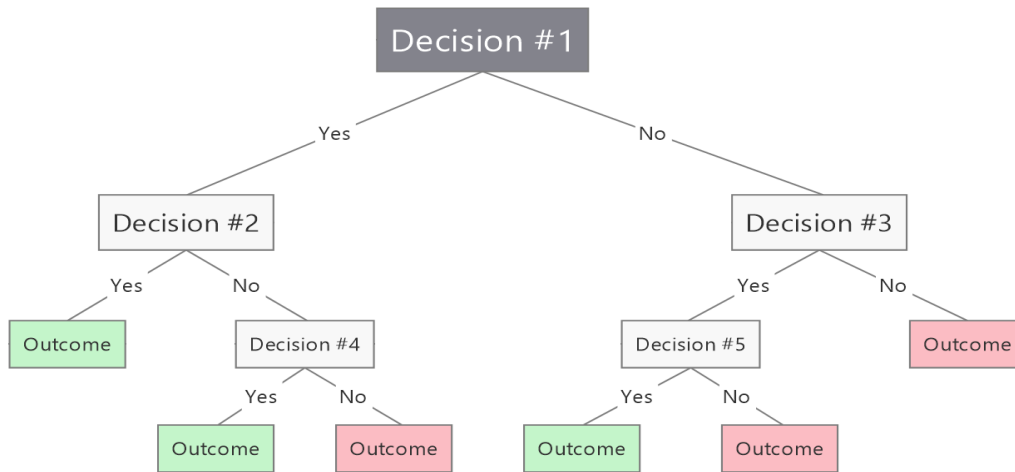 Decision #1
Yes
No
Decision #2
Decision #3
Yes
No
Yes
No
Outcome
Decision #4
Decision #5
Outcome
Yes
No
Yes
No
Outcome
Outcome
Outcome
Outcome